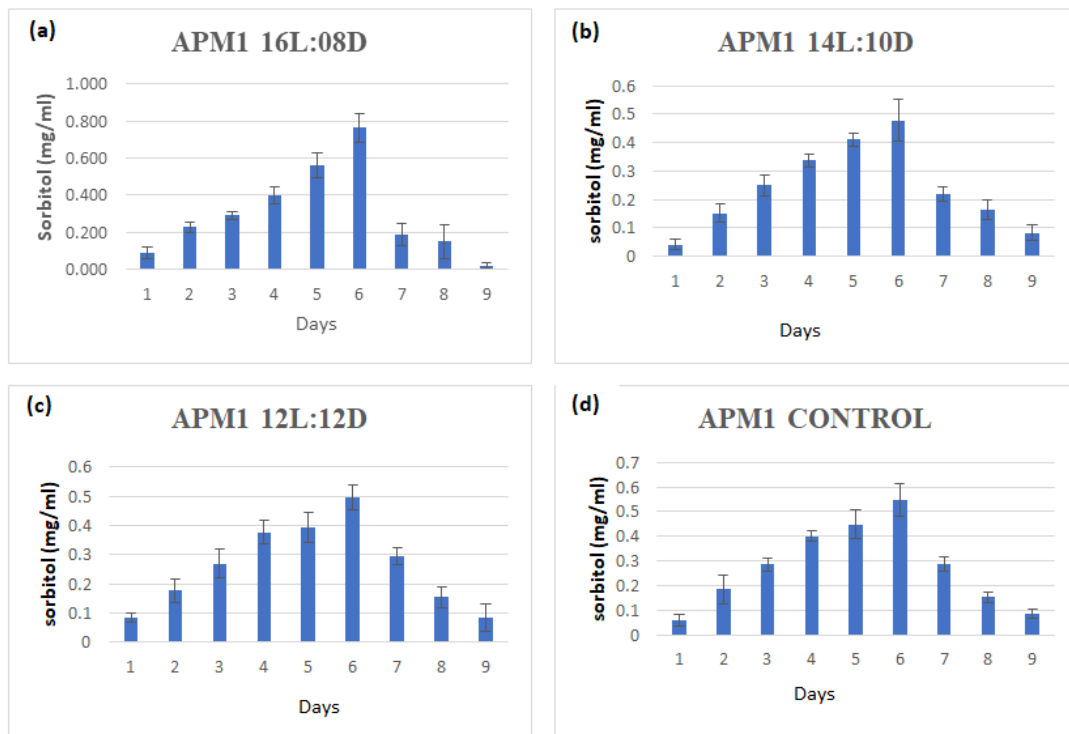 (a)
APM1 16L:08D
Sorbitol (mg/ml)
1.000
0.800
0.600
0.400
0.200
0.000
1 2 3 4 5 6 7 8 9
Days
(b)
APM1 14L:10D
sorbitol (mg/ml)
0.6
0.5
0.4
0.3
0.2
0.1
0
1 2 3 4 5 6 7 8 9
Days
(c)
APM1 12L:12D
sorbitol (mg/ml)
0.6
0.5
0.4
0.3
0.2
0.1
0
1 2 3 4 5 6 7 8 9
Days
(d)
APM1 CONTROL
sorbitol (mg/ml)
0.7
0.6
0.5
0.4
0.3
0.2
0.1
0
1 2 3 4 5 6 7 8 9
Days